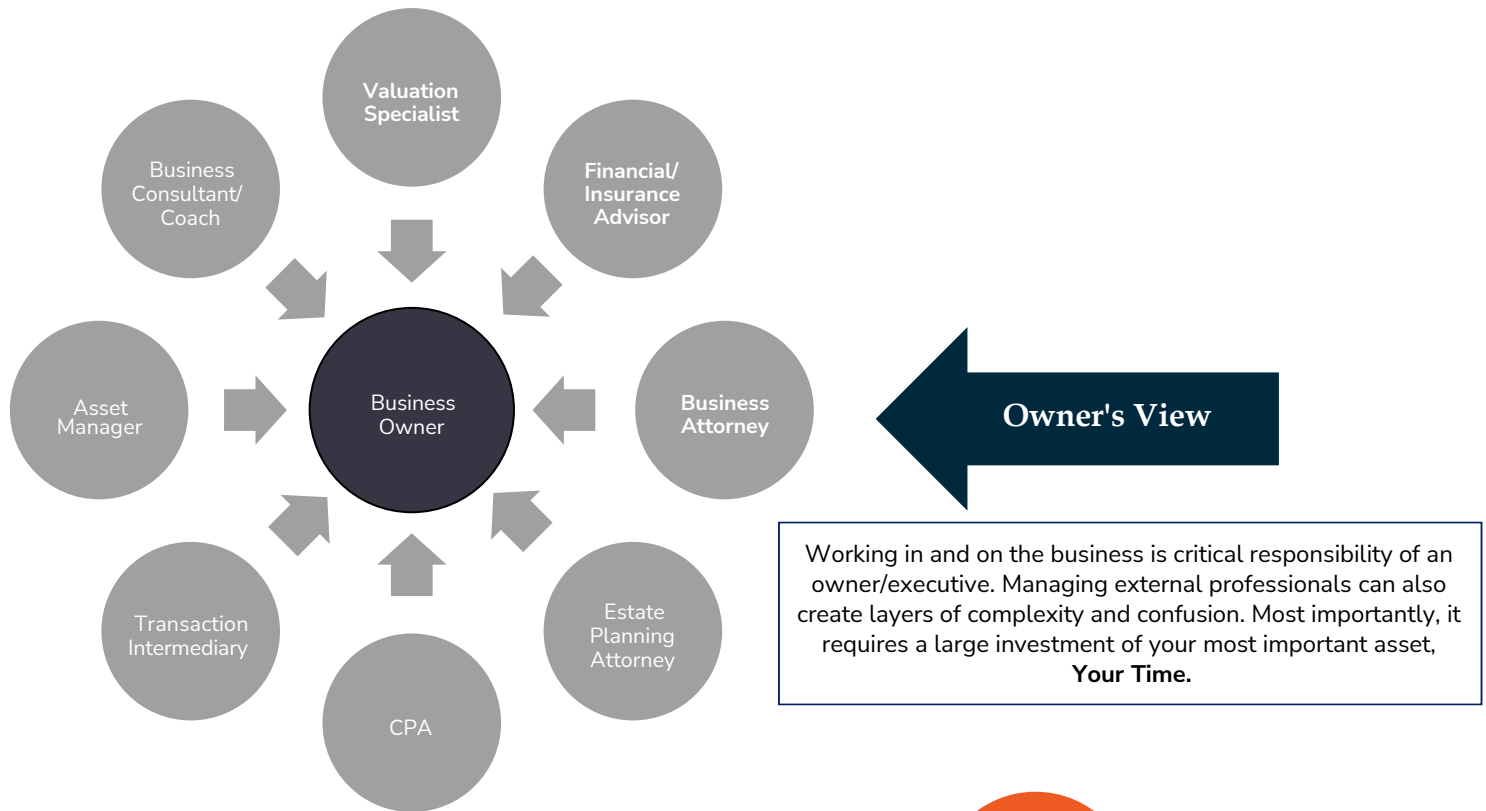 Valuation
Specialist
Business
Consultant/
Coach
Financial/
Insurance
Advisor
Asset
Manager
Business
Owner
Business
Attorney
Owner's View
Working in and on the business is critical responsibility of an
owner/executive. Managing external professionals can also
create layers of complexity and confusion. Most importantly, it
requires a large investment of your most important asset,
Your Time.
Transaction
Intermediary
Estate
Planning
Attorney
CPA